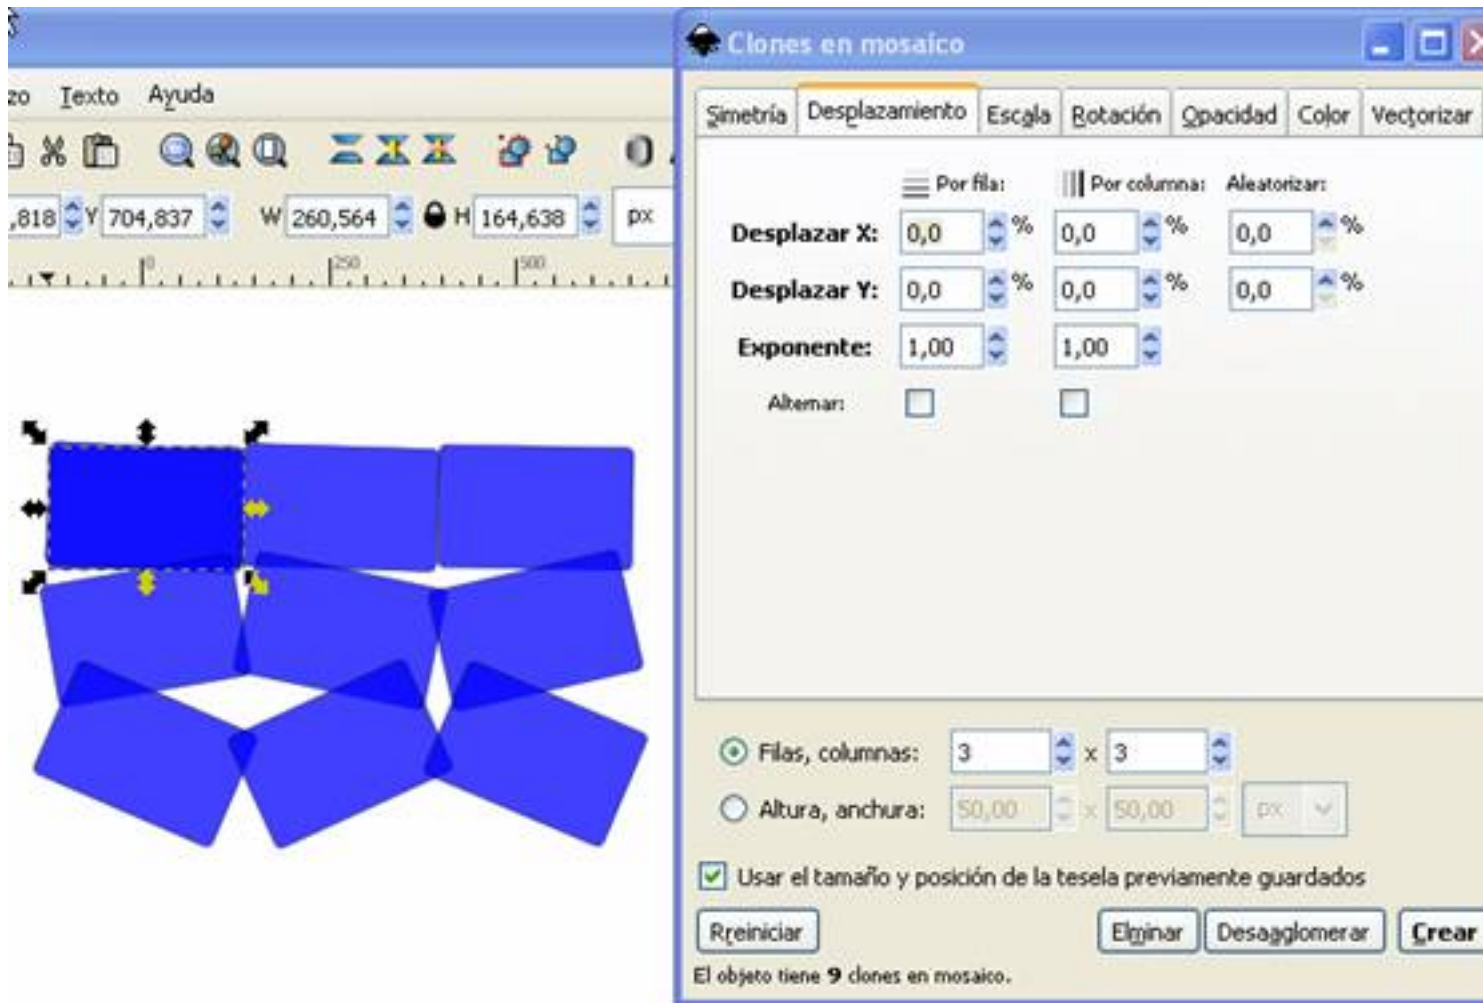 Clones en mosaico
zo Texto Ayuda
,818 Y 704,837 W 260,564 H 164,638 px
0 250 500
Simetría Desplazamiento Escala Rotación Opacidad Color Vectorizar
Por fila: Por columna: Aleatorizar:
Desplazar X: 0,0 % 0,0 % 0,0 %
Desplazar Y: 0,0 % 0,0 % 0,0 %
Exponente: 1,00 1,00
Alternar:
Filas, columnas: 3 x 3
Altura, anchura: 50,00 x 50,00 px
Usar el tamaño y posición de la tesela previamente guardados
Rreiniciar Elminar Desaaglomerar Crear
El objeto tiene 9 clones en mosaico.